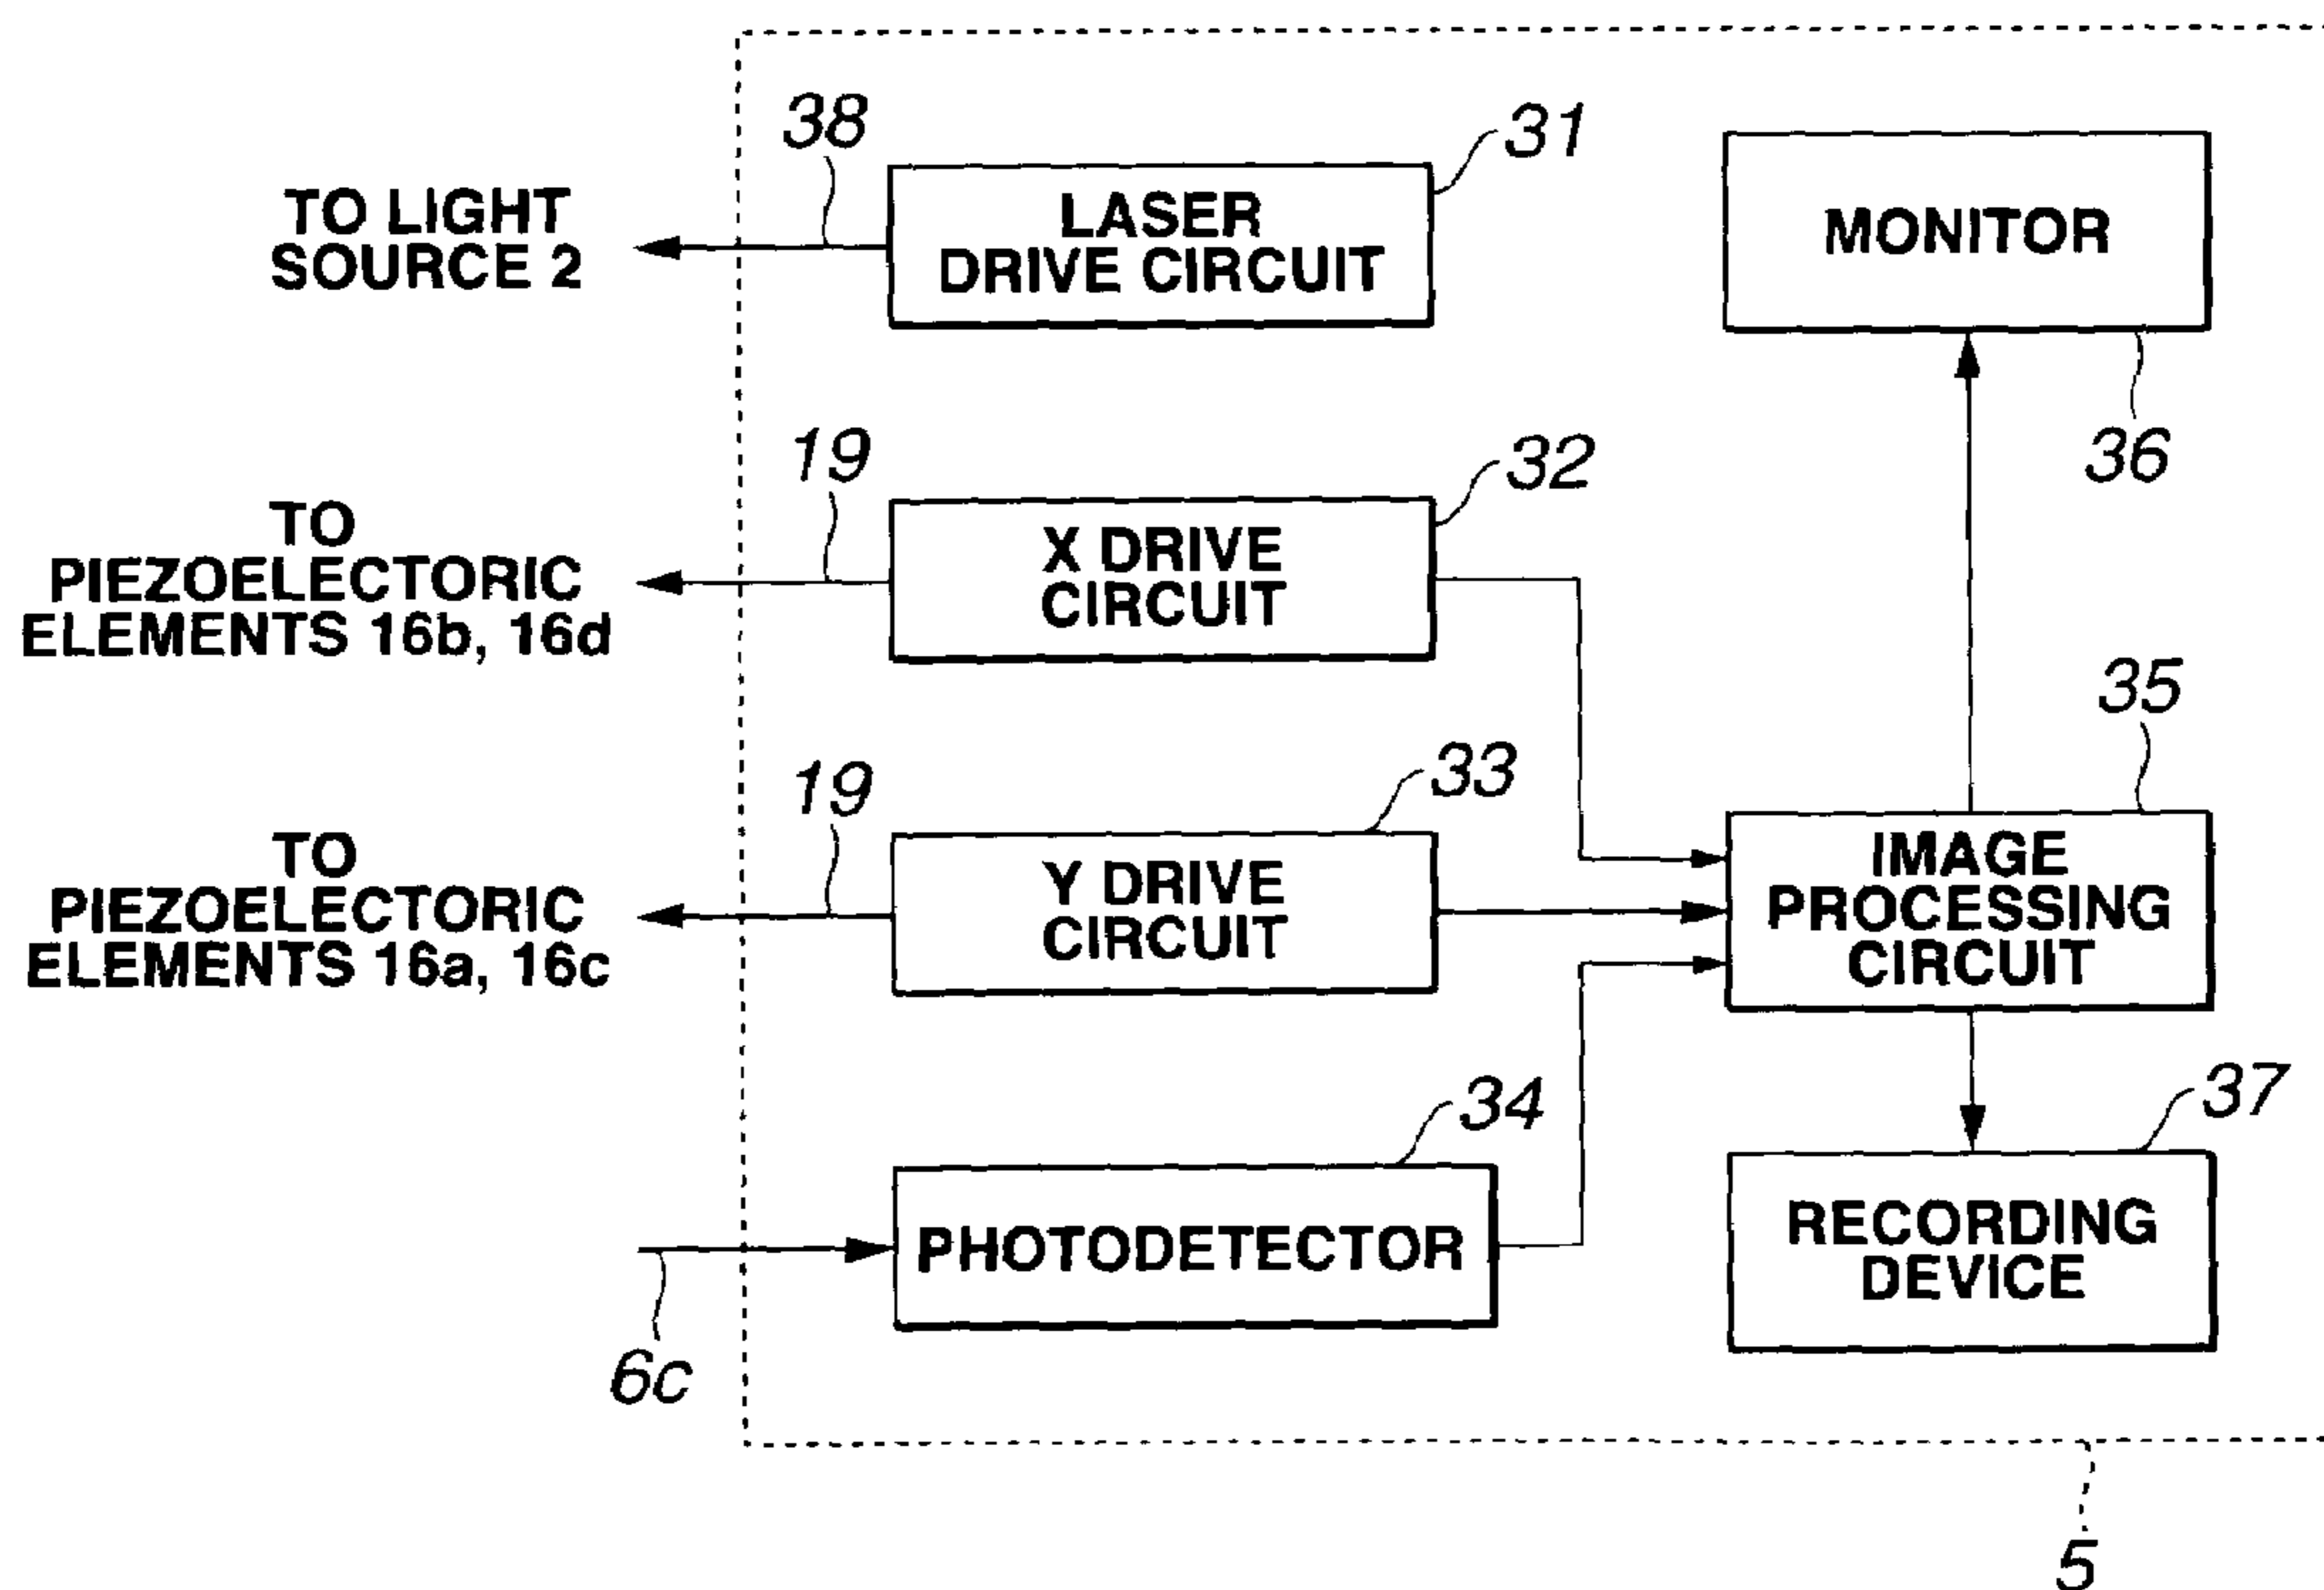 38
31
TO LIGHT
SOURCE 2
LASER
DRIVE CIRCUIT
MONITOR
36
19
32
TO
PIEZOELECTORIC
ELEMENTS 16b, 16d
X DRIVE
CIRCUIT
35
19
33
TO
PIEZOELECTORIC
ELEMENTS 16a, 16c
Y DRIVE
CIRCUIT
IMAGE
PROCESSING
CIRCUIT
34
37
6c
PHOTODETECTOR
RECORDING
DEVICE
5